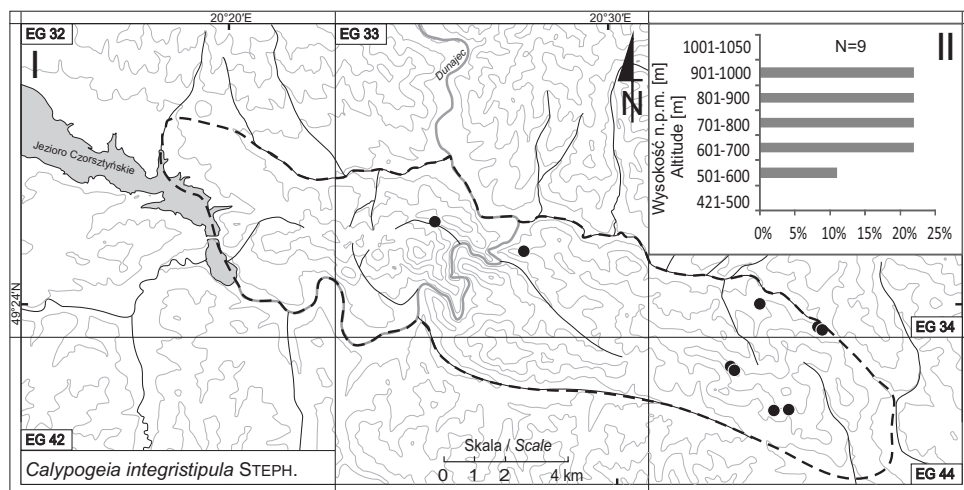 20°20'E
20°30'E
EG 32
EG 33
I
II
N=9
Wysokość n.p.m. [m]
Altitude [m]
1001-1050
901-1000
801-900
701-800
601-700
501-600
421-500
0% 5% 10% 15% 20% 25%
Dunajec
N
Jezioro Czorsztyńskie
49°24'N
EG 34
EG 42
EG 44
Skala / Scale
0 1 2 4 km
Calypogeia integristipula STEPH.